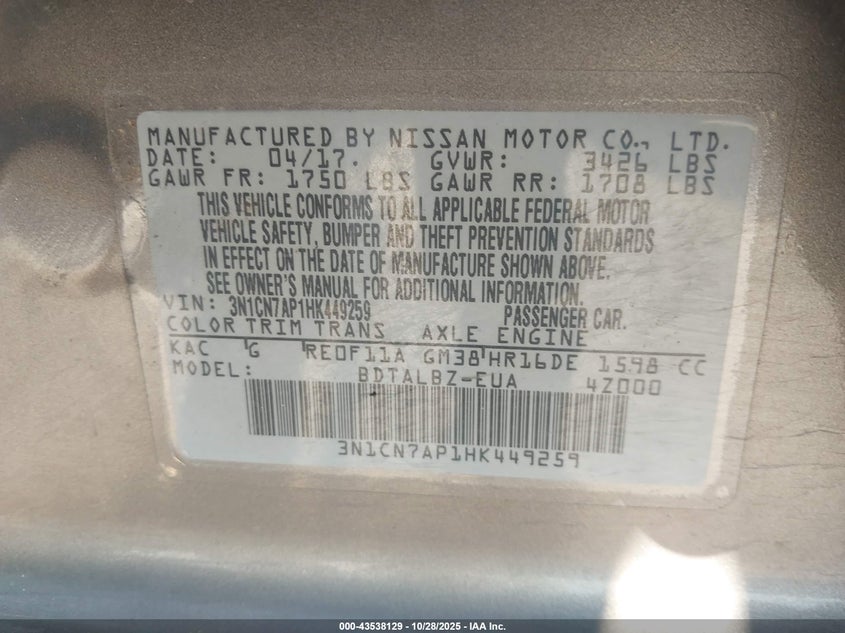 MANUFACTURED BY NISSAN MOTOR CO., LTD.
DATE: 04/17. GVWR: 3426 LBS
GAWR FR: 1750 LBS GAWR RR: 1708 LBS
THIS VEHICLE CONFORMS TO ALL APPLICABLE FEDERAL MOTOR
VEHICLE SAFETY, BUMPER AND THEFT PREVENTION STANDARDS
IN EFFECT ON THE DATE OF MANUFACTURE SHOWN ABOVE.
SEE OWNER'S MANUAL FOR ADDITIONAL INFORMATION.
VIN: 3N1CN7AP1HK449259 PASSENGER CAR.
COLOR TRIM TRANS AXLE ENGINE
KAC G RE0F11A GM38 HR16DE 1598 CC
MODEL: BDTALBZ-EUA 4Z000
3N1CN7AP1HK449259
000-43538129 - 10/28/2025 - IAA Inc.